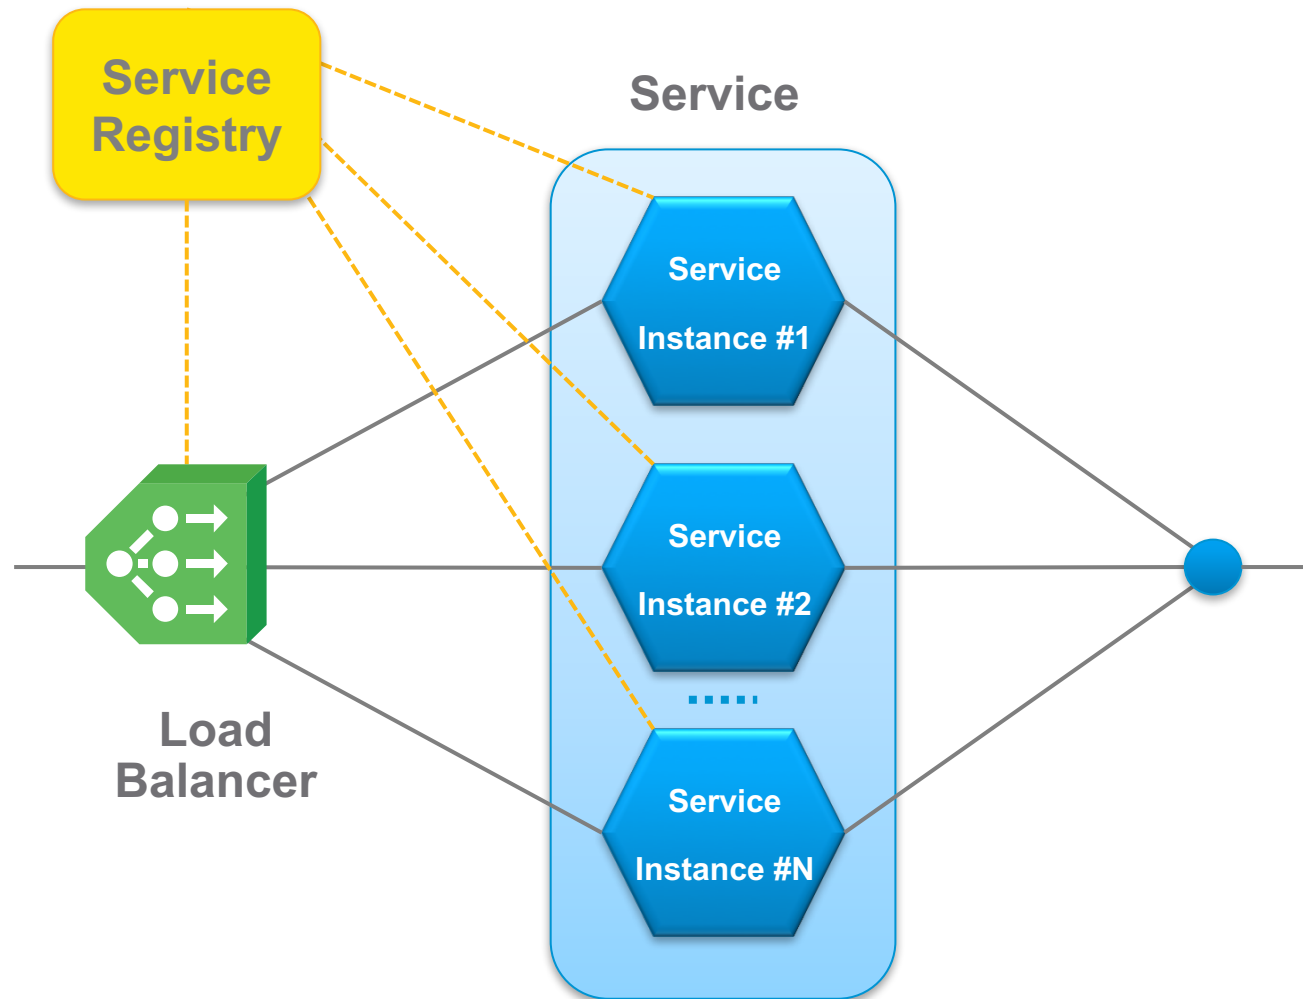 Service
Registry
Service
Service
Instance #1
Service
Instance #2
Service
Instance #N
Load
Balancer